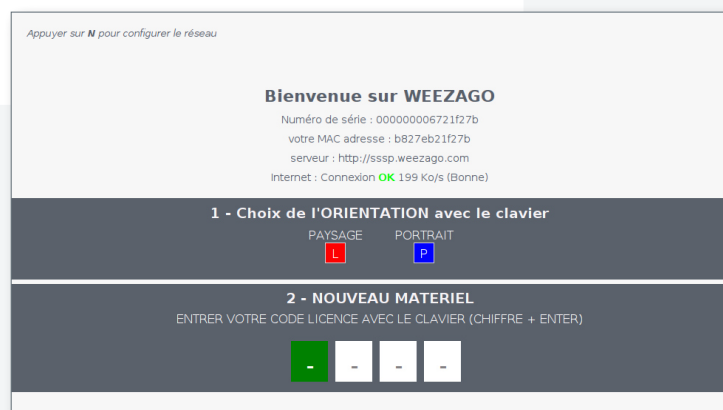 Appuyer sur N pour configurer le réseau
Bienvenue sur WEEZAGO
Numéro de série : 000000006721f27b
votre MAC adresse : b827eb21f27b
serveur : http://sssp.weezago.com
Internet : Connexion OK 199 Ko/s (Bonne)
1 - Choix de l'ORIENTATION avec le clavier
PAYSAGE PORTRAIT
L P
2 - NOUVEAU MATERIEL
ENTRER VOTRE CODE LICENCE AVEC LE CLAVIER (CHIFFRE + ENTER)
- - - -